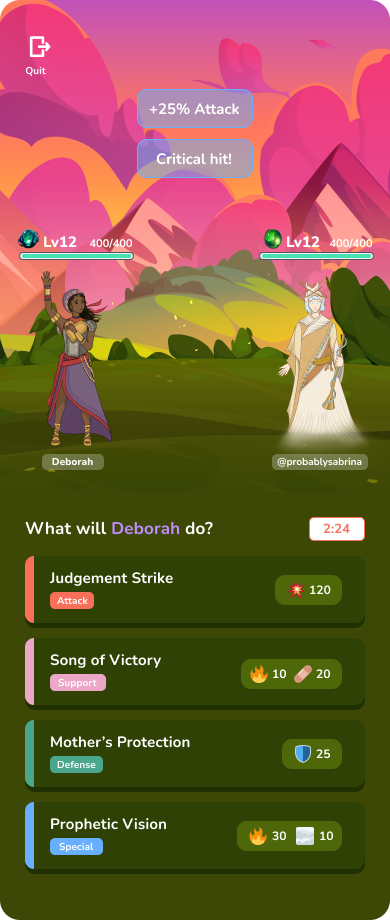 Quit
+25% Attack
Critical hit!
Lv12 400/400
Lv12 400/400
Deborah
@probablysabrina
What will Deborah do?
2:24
Judgement Strike
Attack
120
Song of Victory
Support
10 20
Mother’s Protection
Defense
25
Prophetic Vision
Special
30 10